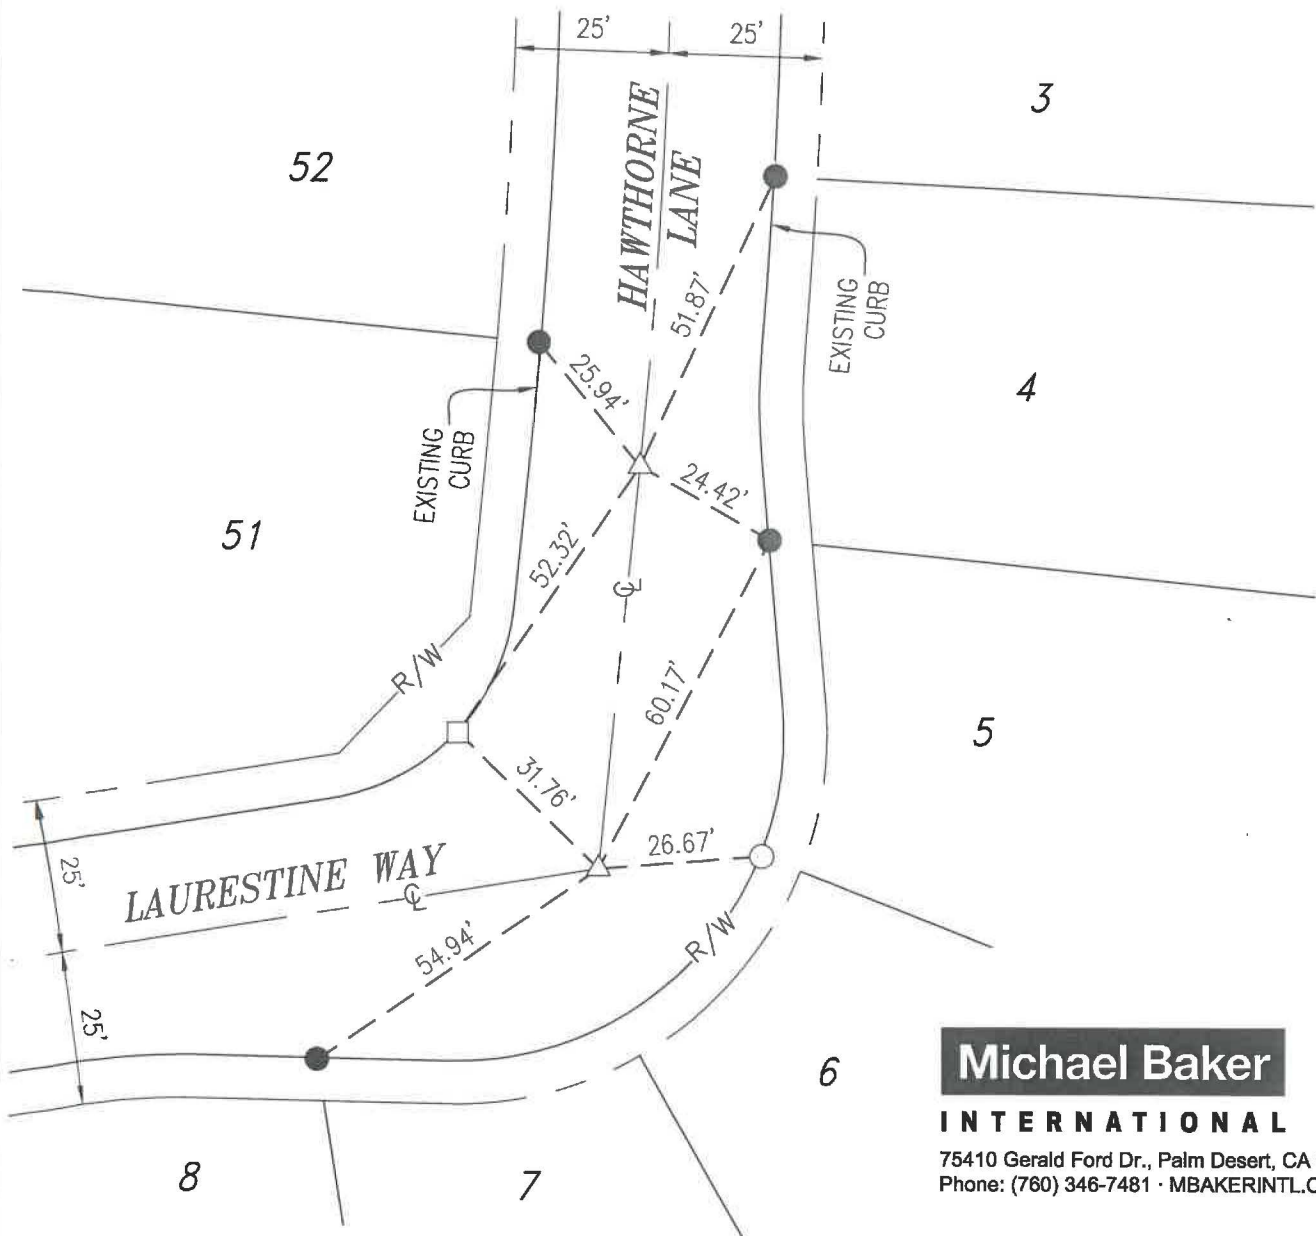 25'
25'
3
52
HAWTHORNE
LANE
51.87'
EXISTING
CURB
25.94'
4
EXISTING
CURB
24.42'
51
52.32'
℄
R/W
60.17'
5
31.76'
26.67'
25'
LAURESTINE WAY
℄
54.94'
R/W
25'
6
8
7
Michael Baker
INTERNATIONAL
75410 Gerald Ford Dr., Palm Desert, CA
Phone: (760) 346-7481 · MBAKERINTL.C